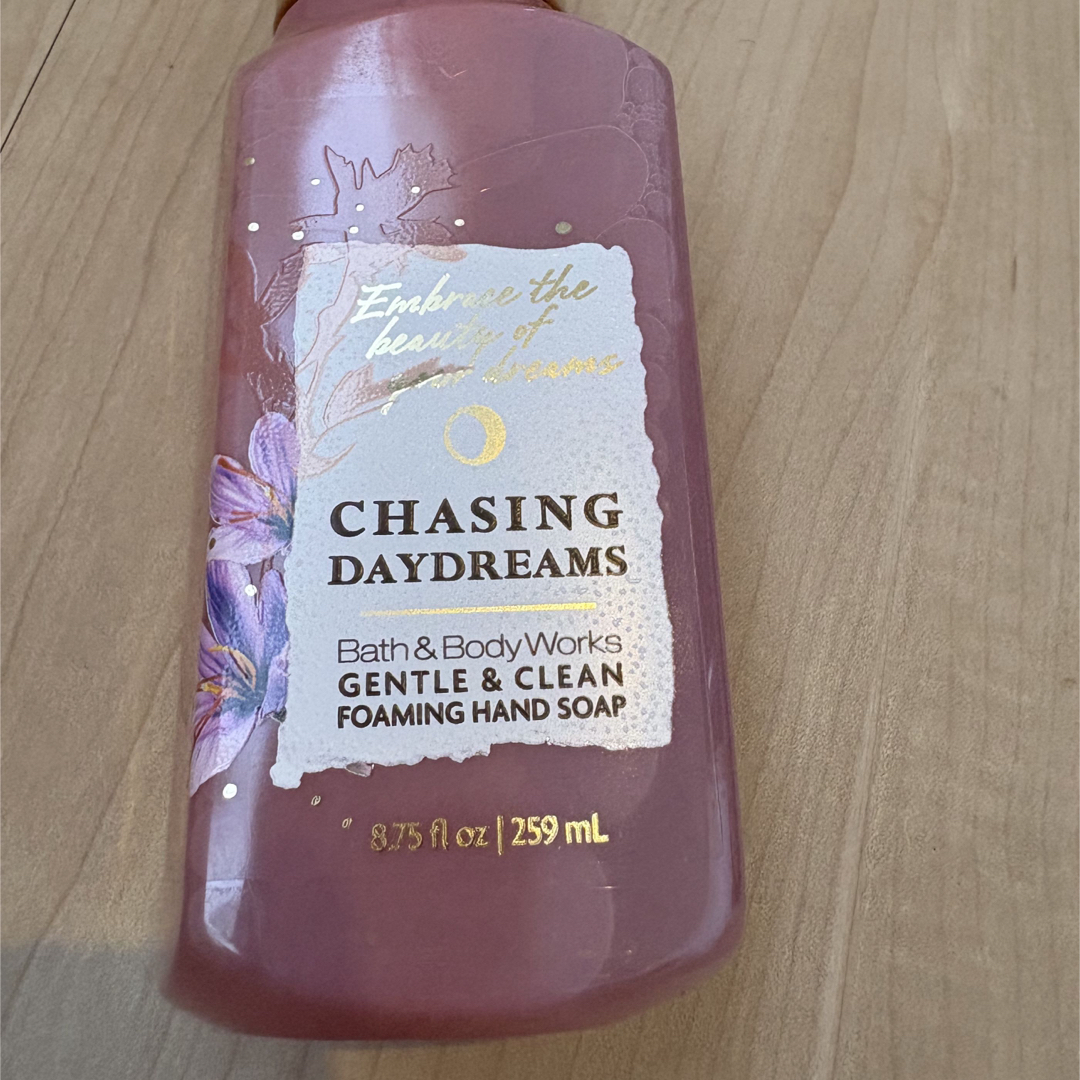 Embrace the
beauty of
your dreams
CHASING
DAYDREAMS
Bath & Body Works
GENTLE & CLEAN
FOAMING HAND SOAP
8.75 fl oz | 259 mL